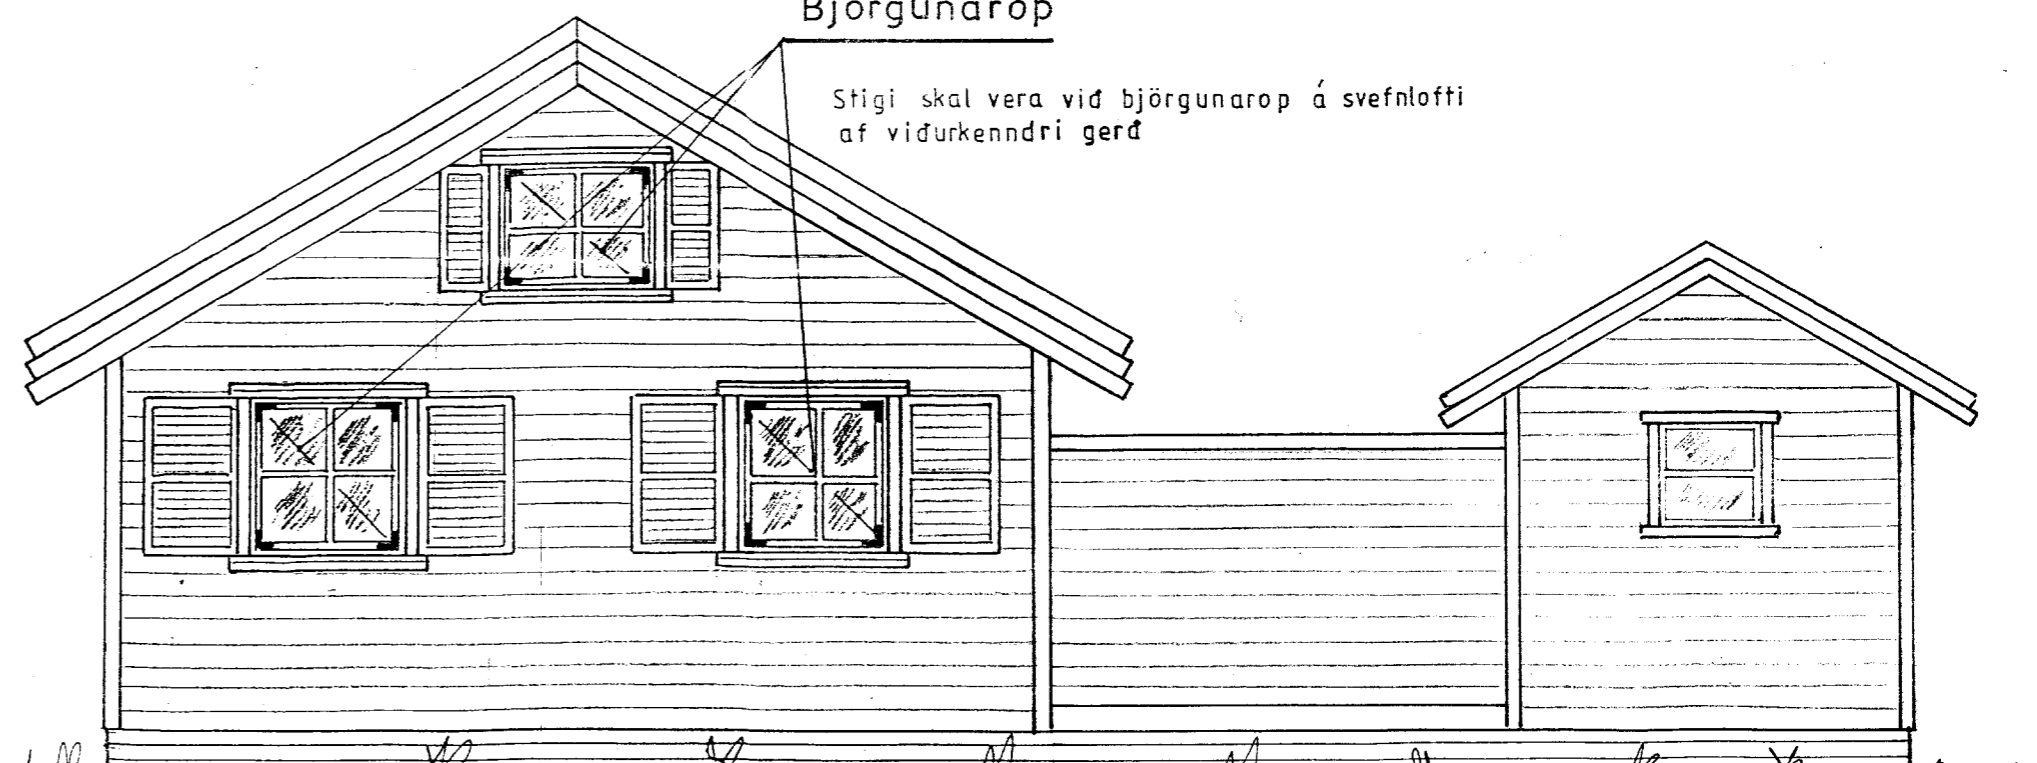 Björgunarop
Stigi skal vera við björgunarop á svefnlofti
af viðurkenndri gerð